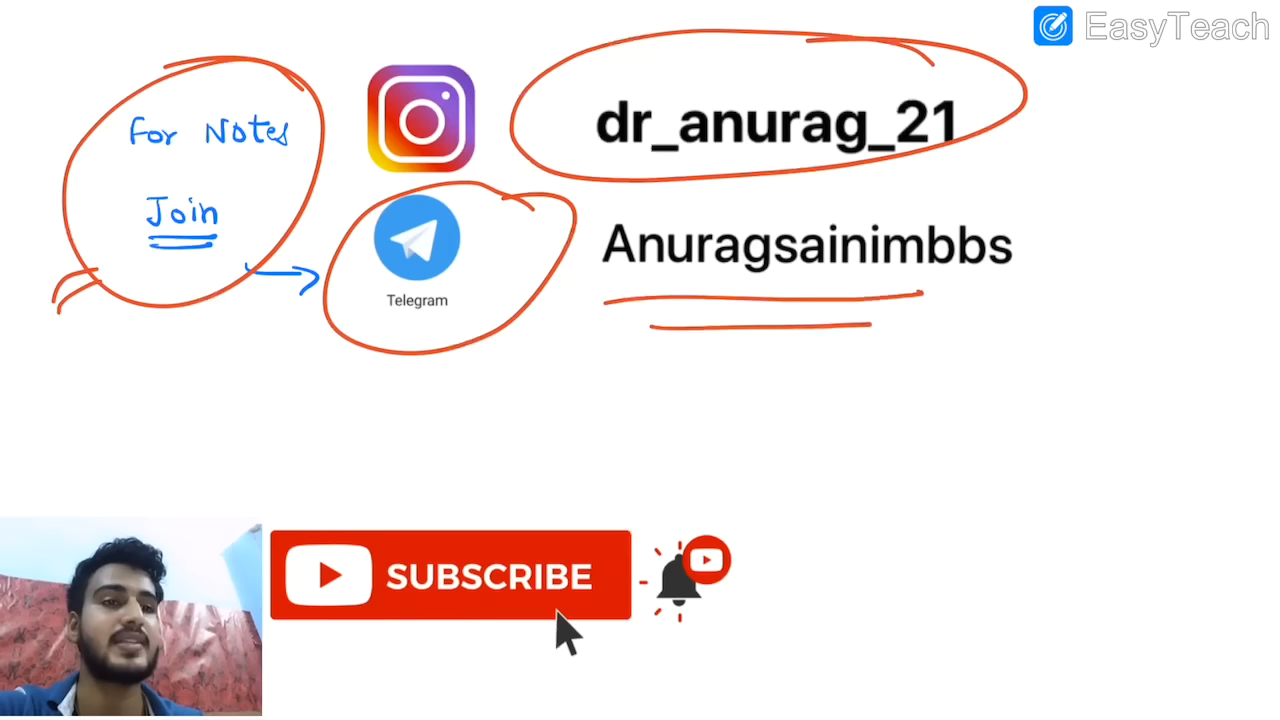 EasyTeach
For Notes
Join
dr_anurag_21
Telegram
Anuragsainimbbs
SUBSCRIBE